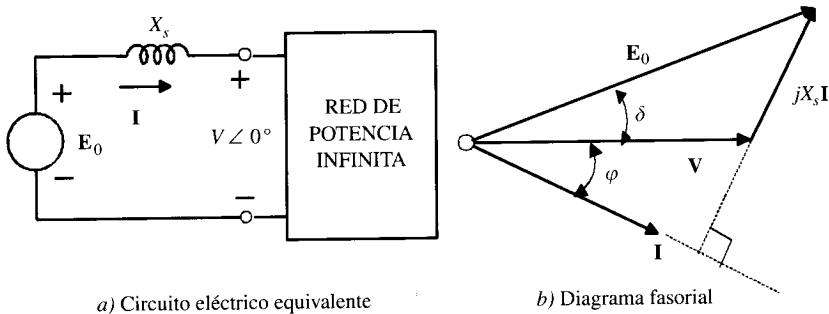 X_s
+
I
E_0
−
+
V∠0°
−
RED DE
POTENCIA
INFINITA
E_0
jX_sI
δ
V
φ
I
a) Circuito eléctrico equivalente
b) Diagrama fasorial